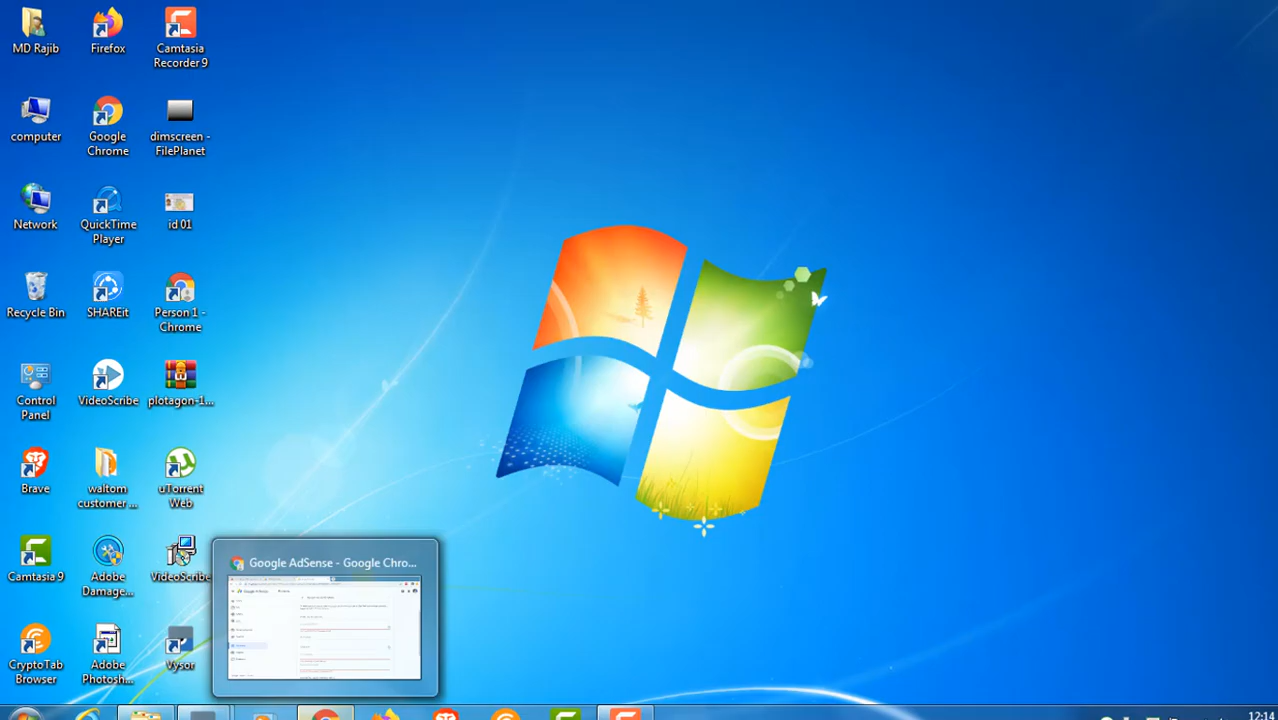 MD Rajib
Firefox
Camtasia
Recorder 9
computer
Google
Chrome
dimscreen -
FilePlanet
Network
QuickTime
Player
id 01
Recycle Bin
SHAREit
Person 1 -
Chrome
Control
Panel
VideoScribe
plotagon-1...
Brave
waltom
customer ...
uTorrent
Web
Camtasia 9
Adobe
Damage...
VideoScribe
Google AdSense - Google Chro...
CryptoTab
Browser
Adobe
Photosh...
Vysor
12:14